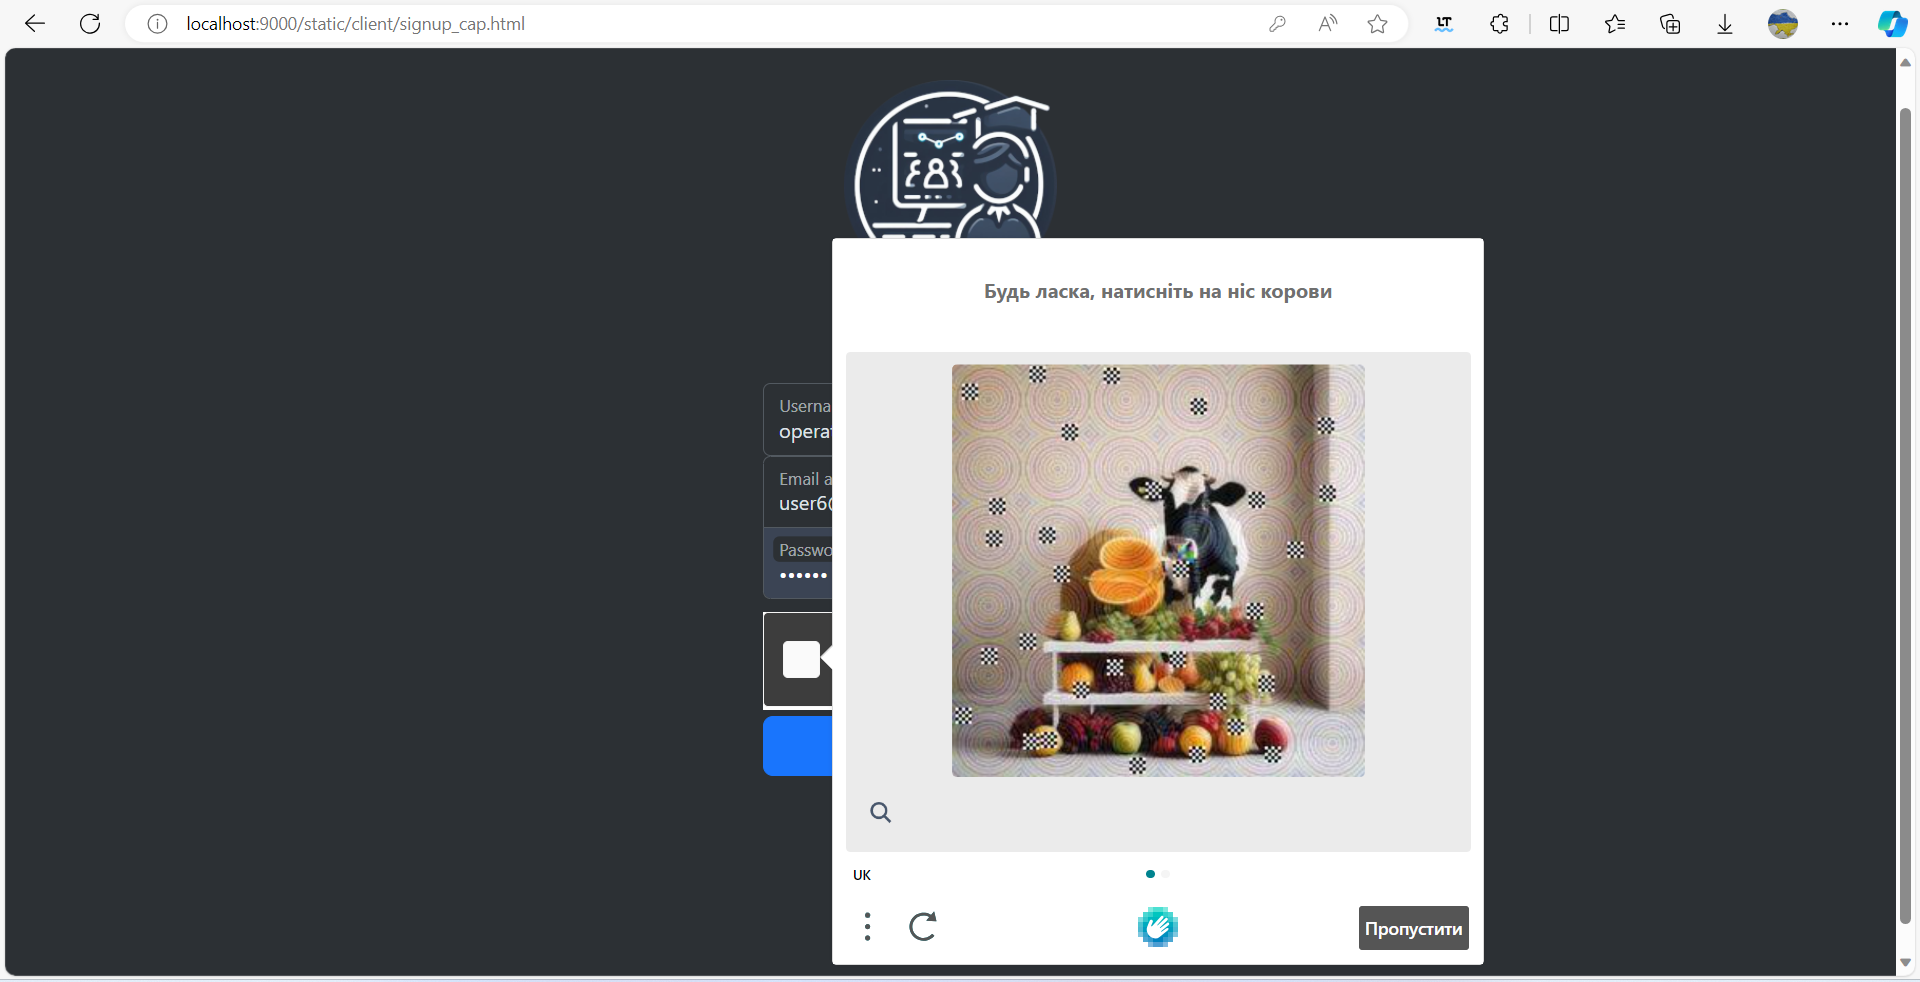 localhost:9000/static/client/signup_cap.html
LT
Будь ласка, натисніть на ніс корови
Userna
opera
Email a
user6
Passwo
••••••
UK
Пропустити